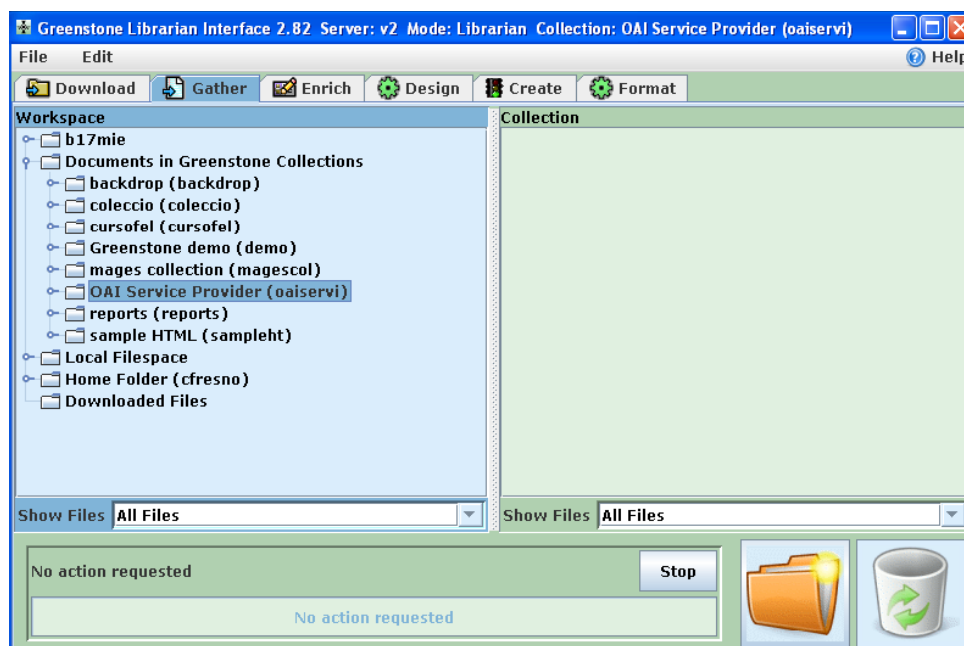 Greenstone Librarian Interface 2.82 Server: v2 Mode: Librarian Collection: OAI Service Provider (oaiservi)
File Edit Help
Download Gather Enrich Design Create Format
Workspace
b17mie
Documents in Greenstone Collections
backdrop (backdrop)
coleccio (coleccio)
cursofel (cursofel)
Greenstone demo (demo)
mages collection (magescol)
OAI Service Provider (oaiservi)
reports (reports)
sample HTML (sampleht)
Local Filespace
Home Folder (cfresno)
Downloaded Files
Show Files All Files
Collection
Show Files All Files
No action requested
Stop
No action requested